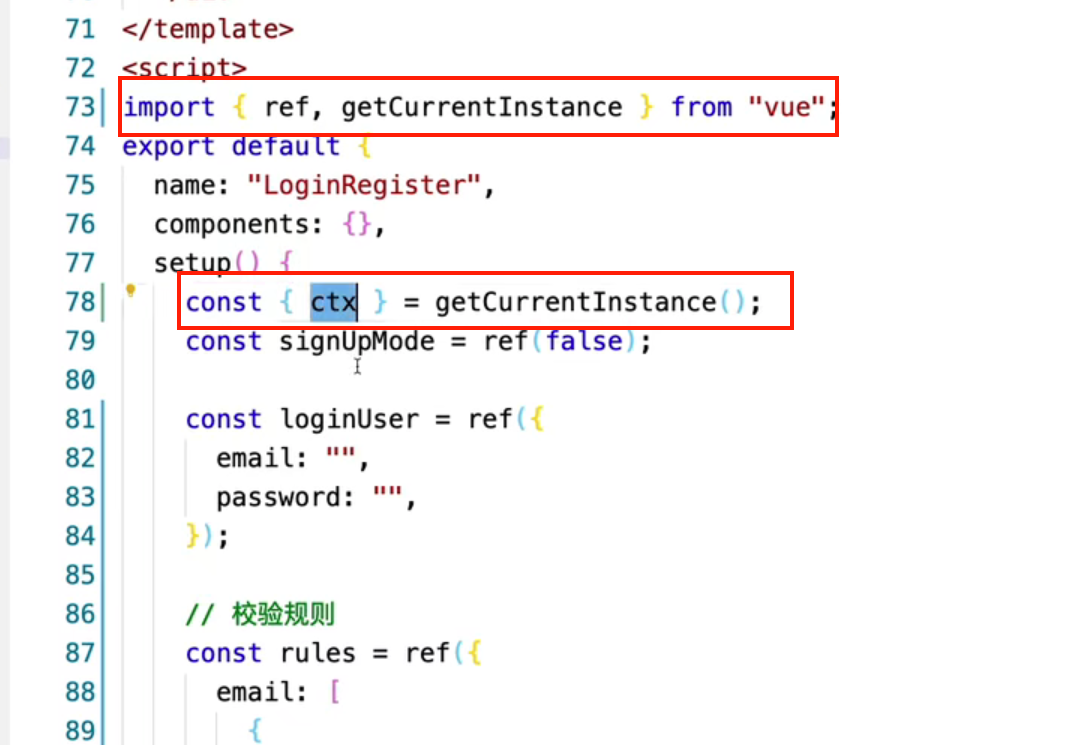 71 </template>
72 <script>
73 import { ref, getCurrentInstance } from "vue";
74 export default {
75 name: "LoginRegister",
76 components: {},
77 setup() {
78 const { ctx } = getCurrentInstance();
79 const signUpMode = ref(false);
80
81 const loginUser = ref({
82 email: "",
83 password: "",
84 });
85
86 // 校验规则
87 const rules = ref({
88 email: [
89 {